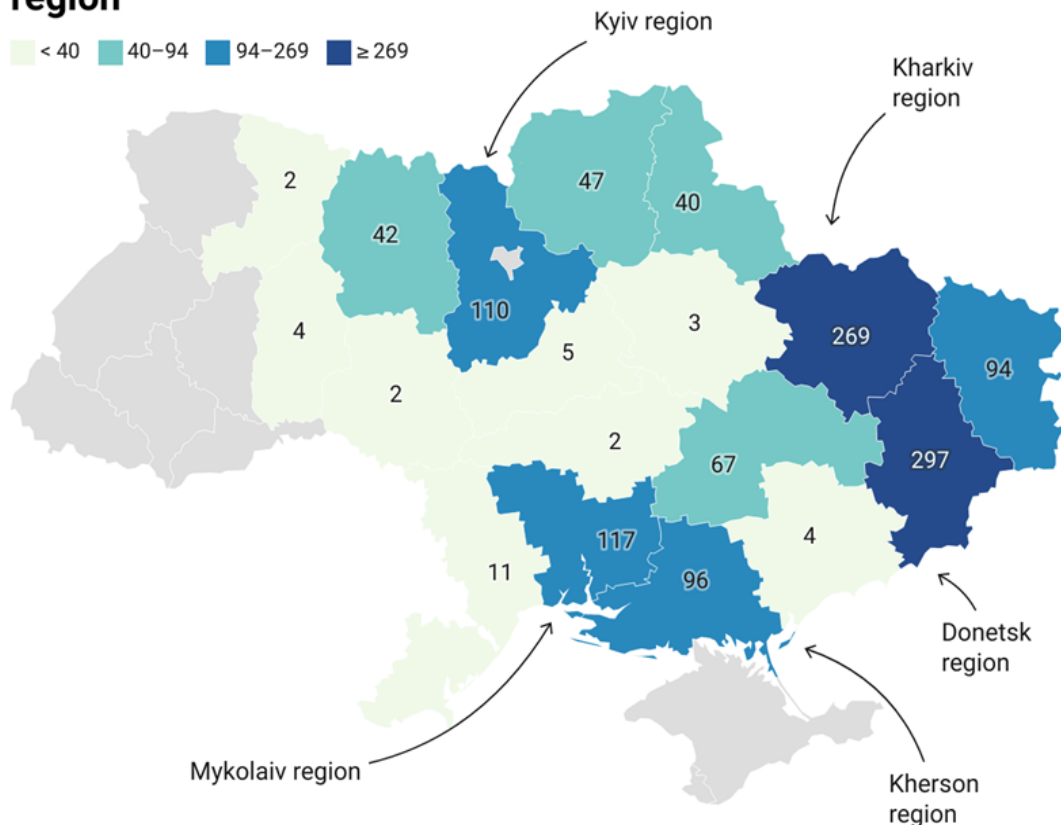 region
< 40
40–94
94–269
≥ 269
Kyiv region
Kharkiv
region
2
47
40
42
110
4
3
269
5
94
2
2
67
297
117
4
11
96
Donetsk
region
Mykolaiv region
Kherson
region